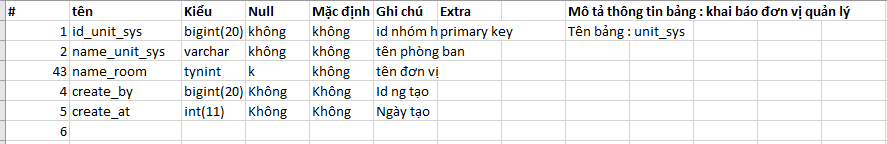 # tên Kiểu Null Mặc định Ghi chú Extra Mô tả thông tin bảng : khai báo đơn vị quản lý
1 id_unit_sys bigint(20) không không id nhóm h primary key Tên bảng : unit_sys
2 name_unit_sys varchar không không tên phòng ban
43 name_room tynint k không tên đơn vị
4 create_by bigint(20) Không Không Id ng tạo
5 create_at int(11) Không Không Ngày tạo
6